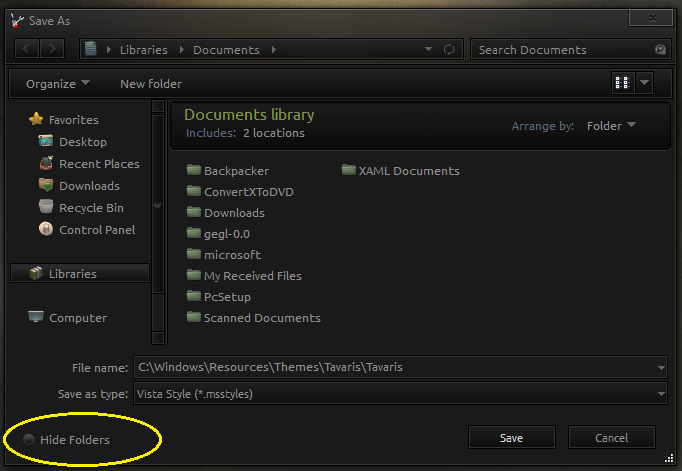 Save As
Libraries Documents
Search Documents
Organize
New folder
Favorites
Desktop
Recent Places
Downloads
Recycle Bin
Control Panel
Libraries
Computer
Documents library
Includes: 2 locations
Arrange by: Folder
Backpacker
ConvertXToDVD
Downloads
gegl-0.0
microsoft
My Received Files
PcSetup
Scanned Documents
XAML Documents
File name: C:\Windows\Resources\Themes\Tavaris\Tavaris
Save as type: Vista Style (*.msstyles)
Hide Folders
Save
Cancel